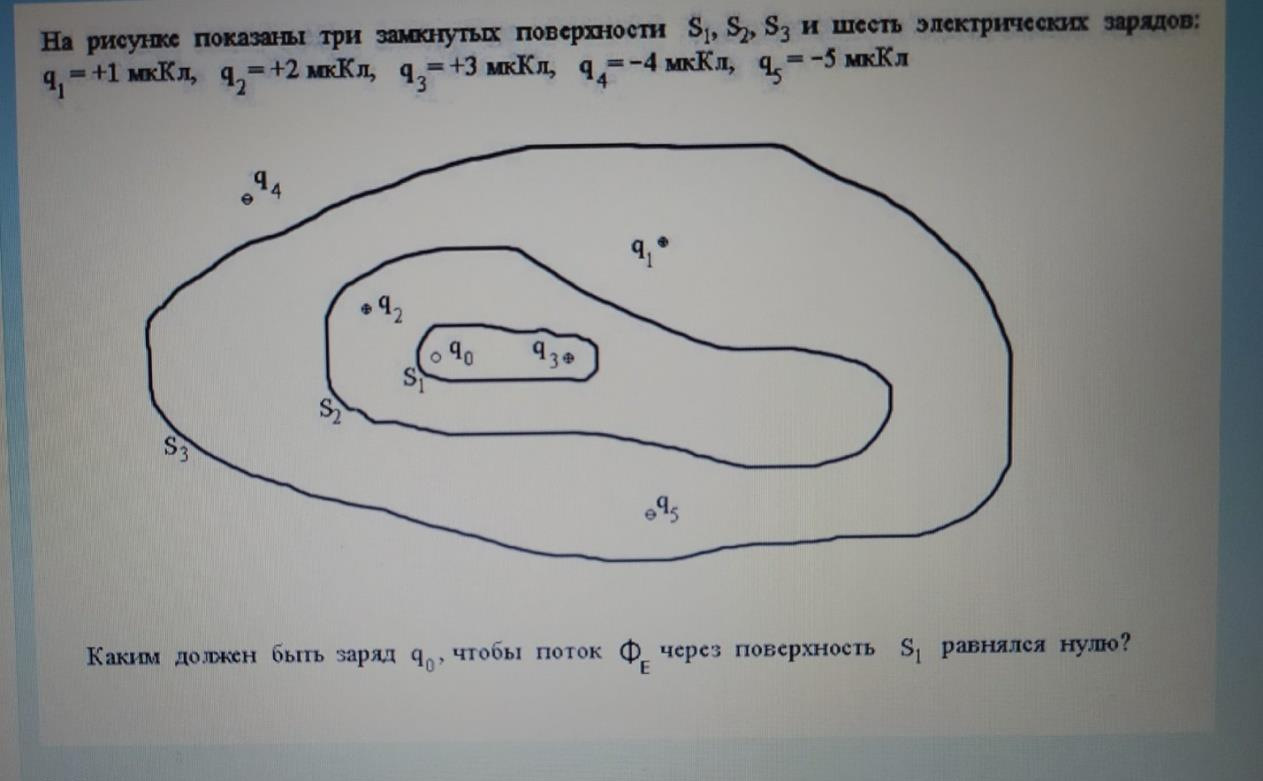 На рисунке показаны три замкнутых поверхности S₁, S₂, S₃ и шесть электрических зарядов:
q₁=+1 мкКл, q₂=+2 мкКл, q₃=+3 мкКл, q₄=−4 мкКл, q₅=−5 мкКл
q₄
q₁
q₂
q₀ q₃
S₁
S₂
S₃
q₅
Каким должен быть заряд q₀, чтобы поток Ф_E через поверхность S₁ равнялся нулю?